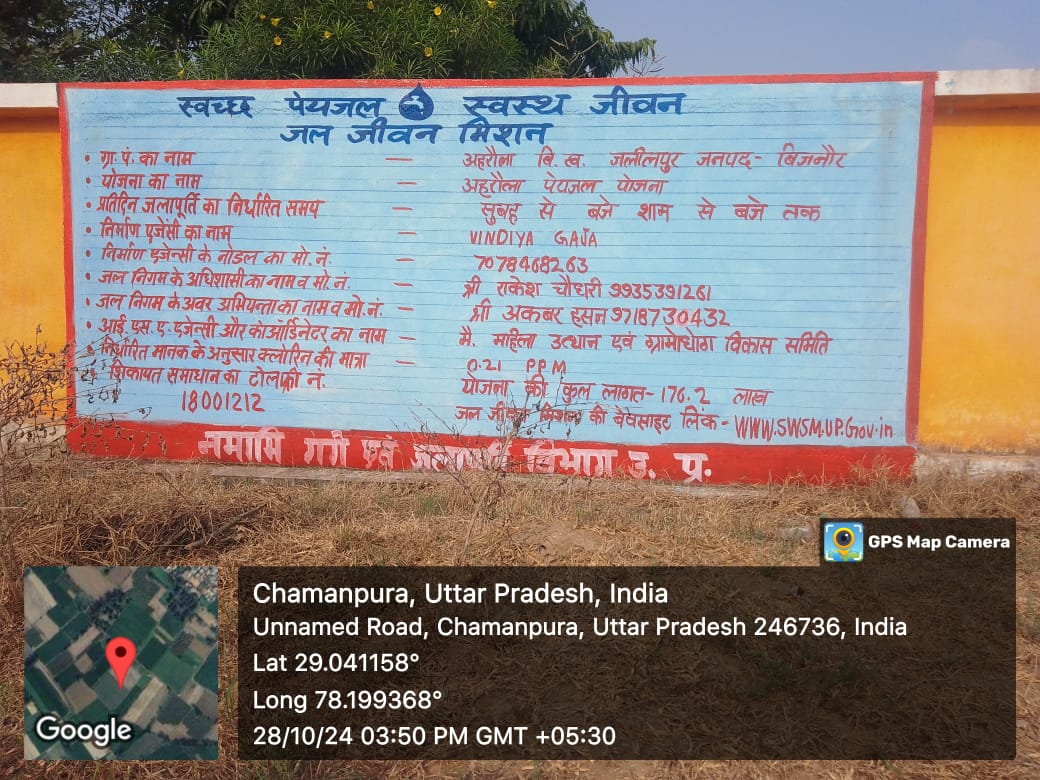 स्वच्छ पेयजल स्वस्थ जीवन
जल जीवन मिशन
• ग्रा.पं. का नाम — अहरौला वि.ख. जलीलपुर जनपद- बिजनौर
• योजना का नाम — अहरौला पेयजल योजना
• प्रतिदिन जलापूर्ति का निर्धारित समय — सुबह से बजे शाम से बजे तक
• निर्माण एजेंसी का नाम — VINDIYA GAJA
• निर्माण एजेन्सी के नोडल का मो. नं. — 7078468263
• जल निगम के अधिशासी का नाम व मो. नं. — श्री राकेश चौधरी 9935391261
• जल निगम के अवर अभियन्ता का नाम व मो. नं. — श्री अकबर हसन 9718730432
• आई. एस. ए. एजेन्सी और कोऑर्डिनेटर का नाम — मै. महिला उत्थान एवं ग्रामोधोग विकास समिति
• निर्धारित मानक के अनुसार क्लोरिन की मात्रा — 0.21 PPM
• शिकायत समाधान का टोलफ्री नं. योजना की कुल लागत- 176.2 लाख
18001212 जल जीवन मिशन की वेवसाइट लिंक- WWW.SWSM.UP.Gov.in
नमामि गंगे एवं जलापूर्ति विभाग उ. प्र.
GPS Map Camera
Chamanpura, Uttar Pradesh, India
Unnamed Road, Chamanpura, Uttar Pradesh 246736, India
Lat 29.041158°
Long 78.199368°
28/10/24 03:50 PM GMT +05:30
Google